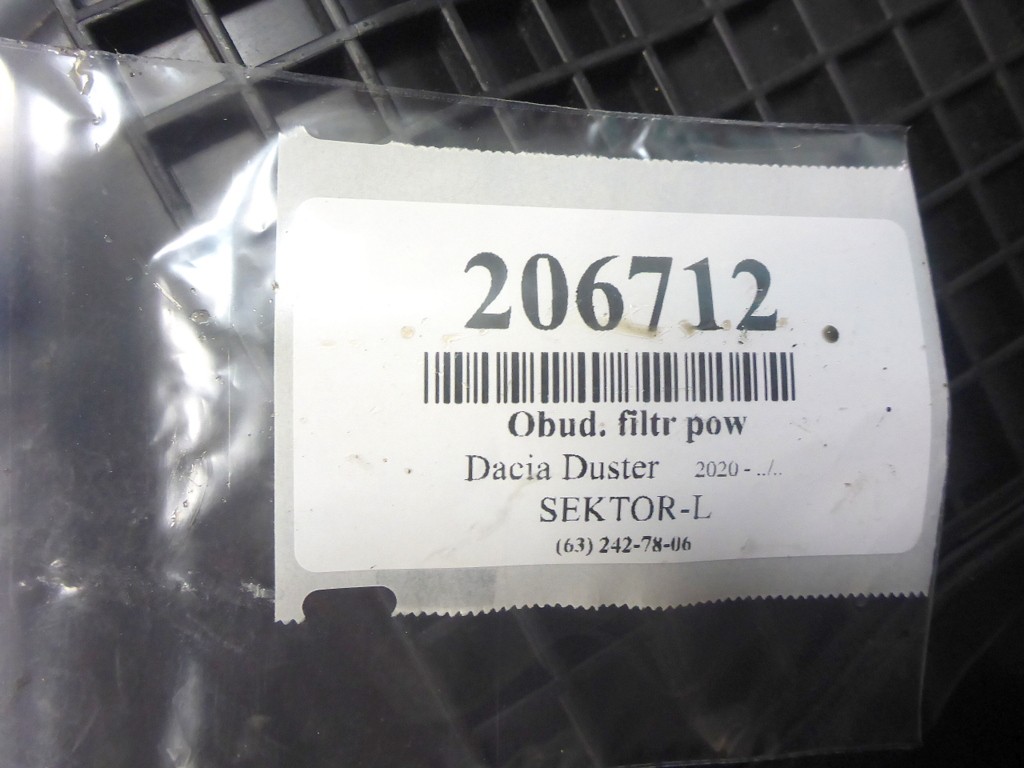 206712
Obud. filtr pow
Dacia Duster 2020 - ../..
SEKTOR-L
(63) 242-78-06